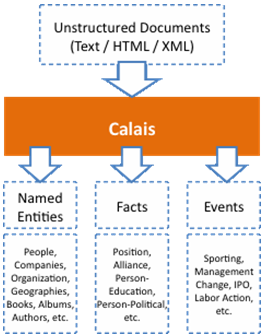 Unstructured Documents
(Text / HTML / XML)
Calais
Named
Entities
People,
Companies,
Organization,
Geographies,
Books, Albums,
Authors, etc.
Facts
Position,
Alliance,
Person-
Education,
Person-Political,
etc.
Events
Sporting,
Management
Change, IPO,
Labor Action,
etc.